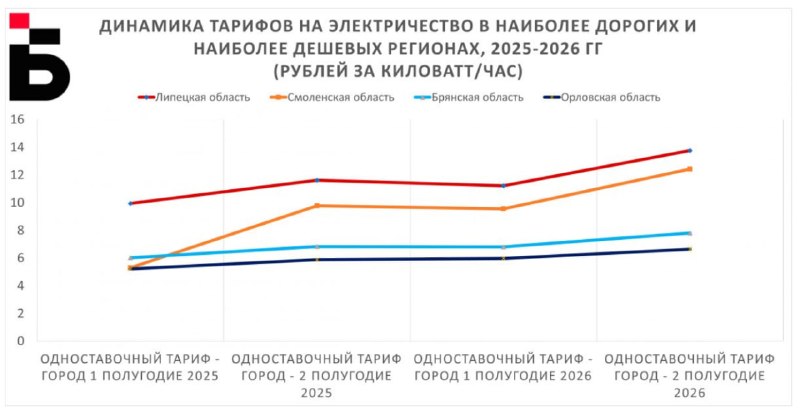 ДИНАМИКА ТАРИФОВ НА ЭЛЕКТРИЧЕСТВО В НАИБОЛЕЕ ДОРОГИХ И
НАИБОЛЕЕ ДЕШЕВЫХ РЕГИОНАХ, 2025-2026 ГГ
(РУБЛЕЙ ЗА КИЛОВАТТ/ЧАС)
Б
Липецкая область Смоленская область Брянская область Орловская область
16
14
12
10
8
6
4
2
0
ОДНОСТАВОЧНЫЙ ТАРИФ -
ГОРОД 1 ПОЛУГОДИЕ 2025
ОДНОСТАВОЧНЫЙ ТАРИФ
ГОРОД - 2 ПОЛУГОДИЕ
2025
ОДНОСТАВОЧНЫЙ ТАРИФ -
ГОРОД 1 ПОЛУГОДИЕ 2026
ОДНОСТАВОЧНЫЙ ТАРИФ
ГОРОД - 2 ПОЛУГОДИЕ
2026